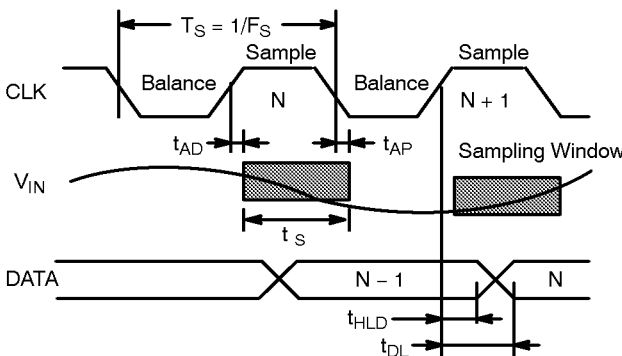 T_S = 1/F_S
Sample
Sample
Balance
Balance
CLK
N
N + 1
t_AD
t_AP
Sampling Window
V_IN
t_S
DATA
N – 1
N
t_HLD
t_DL